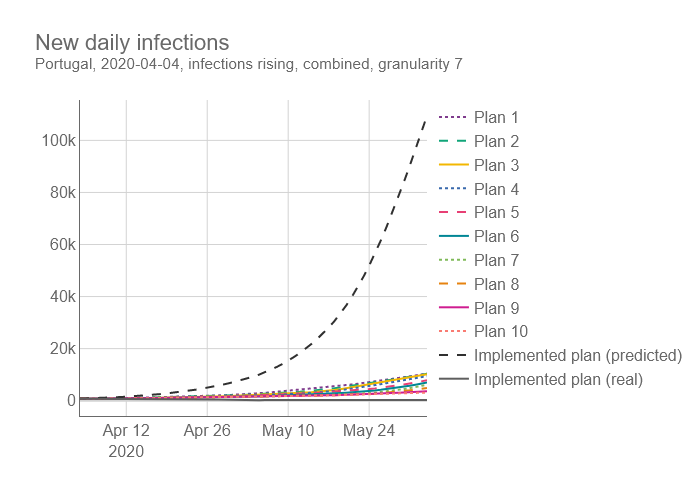 New daily infections
Portugal, 2020-04-04, infections rising, combined, granularity 7
100k
80k
60k
40k
20k
0
Apr 12
2020
Apr 26
May 10
May 24
Plan 1
Plan 2
Plan 3
Plan 4
Plan 5
Plan 6
Plan 7
Plan 8
Plan 9
Plan 10
Implemented plan (predicted)
Implemented plan (real)